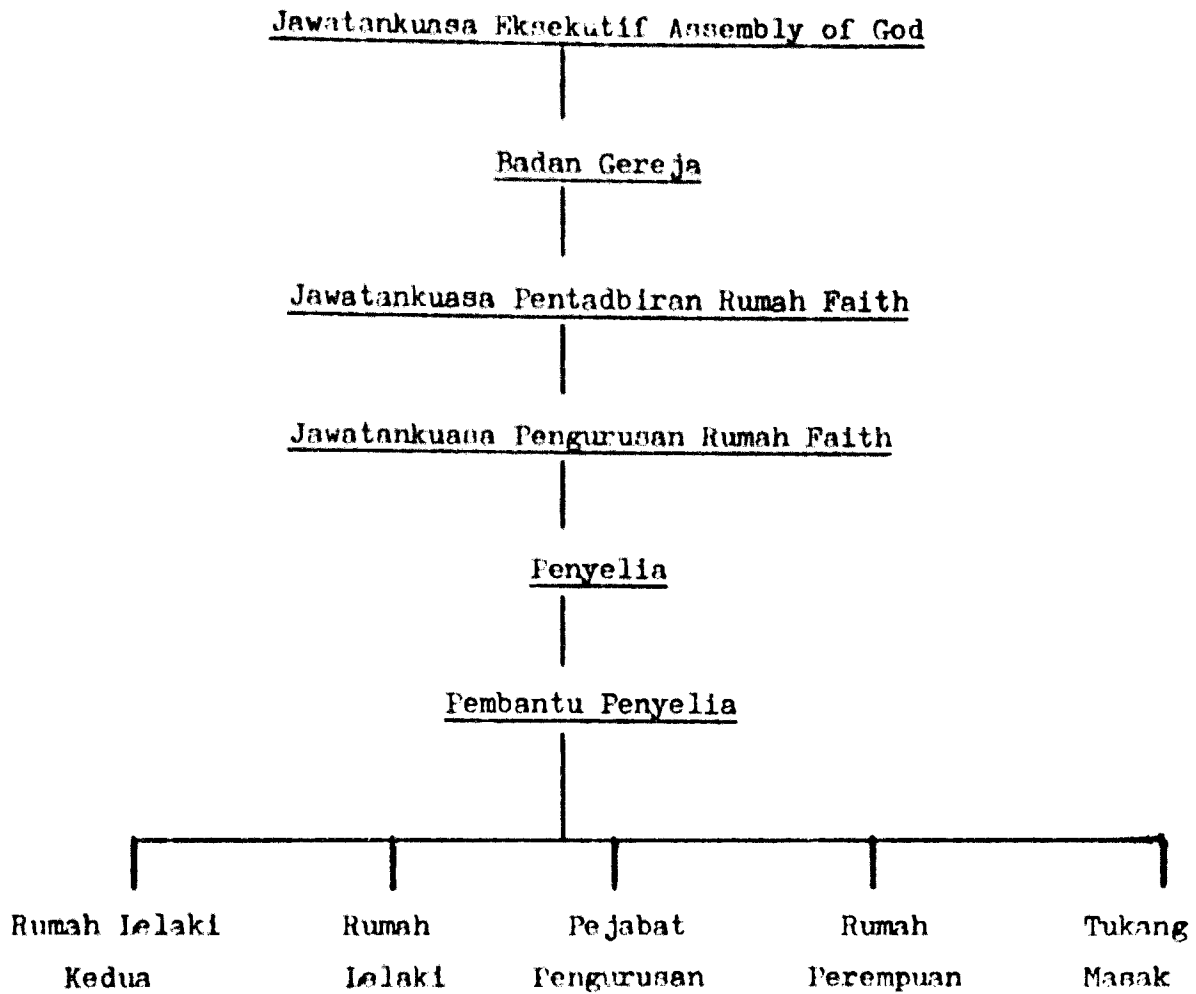 Jawatankuasa Eksekutif Assembly of God
Badan Gereja
Jawatankuasa Pentadbiran Rumah Faith
Jawatankuasa Pengurusan Rumah Faith
Penyelia
Pembantu Penyelia
Rumah Lelaki Kedua
Rumah Lelaki
Pejabat Pengurusan
Rumah Perempuan
Tukang Masak